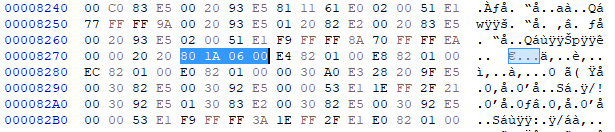 00008240 00 C0 83 E5 00 20 93 E5 81 11 61 E0 02 00 51 E1 .Àƒå. “å..aà..Qá
00008250 77 FF FF 9A 00 20 93 E5 01 20 82 E2 00 20 83 E5 wÿÿš. “å. ‚â. ƒå
00008260 00 20 93 E5 02 00 51 E1 F9 FF FF 8A 70 FF FF EA . “å..QáùÿÿŠpÿÿê
00008270 00 00 20 20 80 1A 06 00 E4 82 01 00 E8 82 01 00 ..  €...ä‚..è‚..
00008280 EC 82 01 00 E0 82 01 00 00 30 A0 E3 28 20 9F E5 ì‚..à‚...0 ã( Ÿå
00008290 00 30 82 E5 00 30 92 E5 00 00 53 E1 1E FF 2F 21 .0‚å.0’å..Sá.ÿ/!
000082A0 00 30 92 E5 01 30 83 E2 00 30 82 E5 00 30 92 E5 .0’å.0ƒâ.0‚å.0’å
000082B0 00 00 53 E1 F9 FF FF 3A 1E FF 2F E1 E0 82 01 00 ..Sáùÿÿ:.ÿ/áà‚..